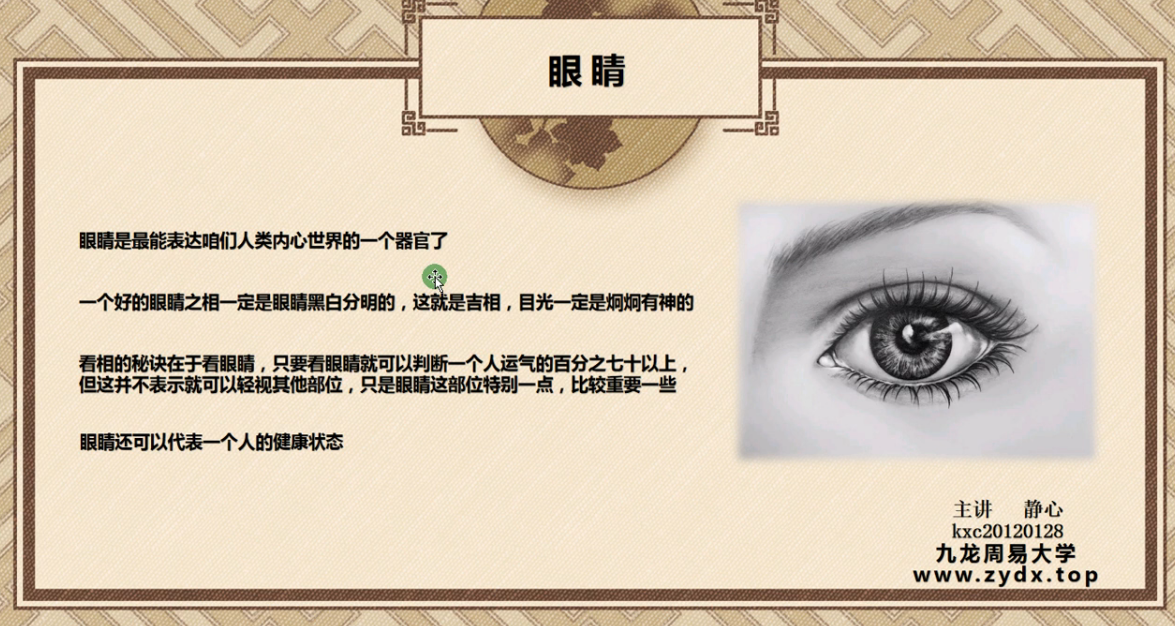 眼睛
眼睛是最能表达咱们人类内心世界的一个器官了
一个好的眼睛之相一定是眼睛黑白分明的，这就是吉相，目光一定是炯炯有神的
看相的秘诀在于看眼睛，只要看眼睛就可以判断一个人运气的百分之七十以上，
但这并不表示就可以轻视其他部位，只是眼睛这部位特别一点，比较重要一些
眼睛还可以代表一个人的健康状态
主讲 静心
kxc20120128
九龙周易大学
www.zydx.top